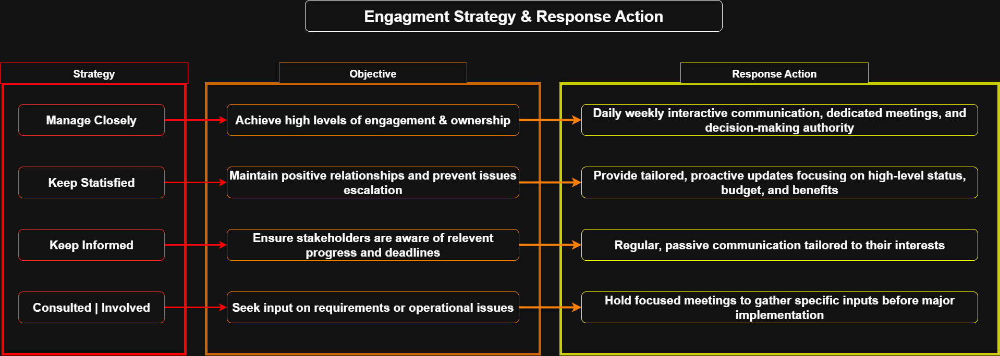 Engagment Strategy & Response Action
Strategy
Objective
Response Action
Manage Closely
Achieve high levels of engagement & ownership
Daily weekly interactive communication, dedicated meetings, and
decision-making authority
Keep Statisfied
Maintain positive relationships and prevent issues
escalation
Provide tailored, proactive updates focusing on high-level status,
budget, and benefits
Keep Informed
Ensure stakeholders are aware of relevent
progress and deadlines
Regular, passive communication tailored to their interests
Consulted | Involved
Seek input on requirements or operational issues
Hold focused meetings to gather specific inputs before major
implementation